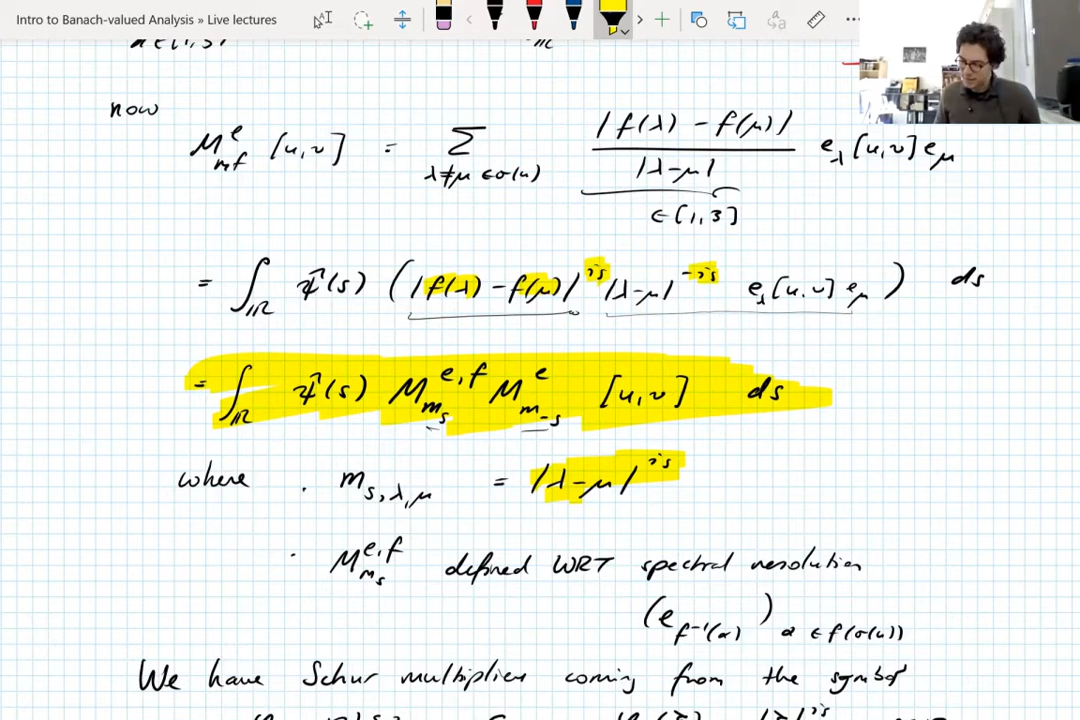 Intro to Banach-valued Analysis » Live lectures
now
M^e_{m_f} [u,v] = Σ_{λ≠μ ∈ σ(u)} |f(λ) - f(μ)| / |λ-μ| e_λ [u,v] e_μ
∈ [1,3]
= ∫_ℝ ψ̂(s) ( |f(λ) - f(μ)|^{is} |λ-μ|^{-is} e_λ [u,v] e_μ ) ds
= ∫_ℝ ψ̂(s) M^{e,f}_{m_s} M^e_{m_{-s}} [u,v] ds
where · m_{s,λ,μ} = |λ-μ|^{is}
· M^{e,f}_{m_s} defined WRT spectral resolution
(e_{f^{-1}(α)})_{α ∈ f(σ(u))}
We have Schur multiplier coming from the symbol